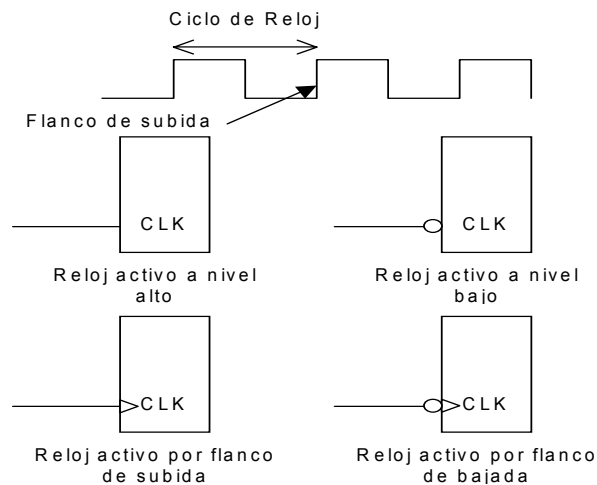 Ciclo de Reloj
Flanco de subida
CLK
CLK
Reloj activo a nivel
alto
Reloj activo a nivel
bajo
CLK
CLK
Reloj activo por flanco
de subida
Reloj activo por flanco
de bajada